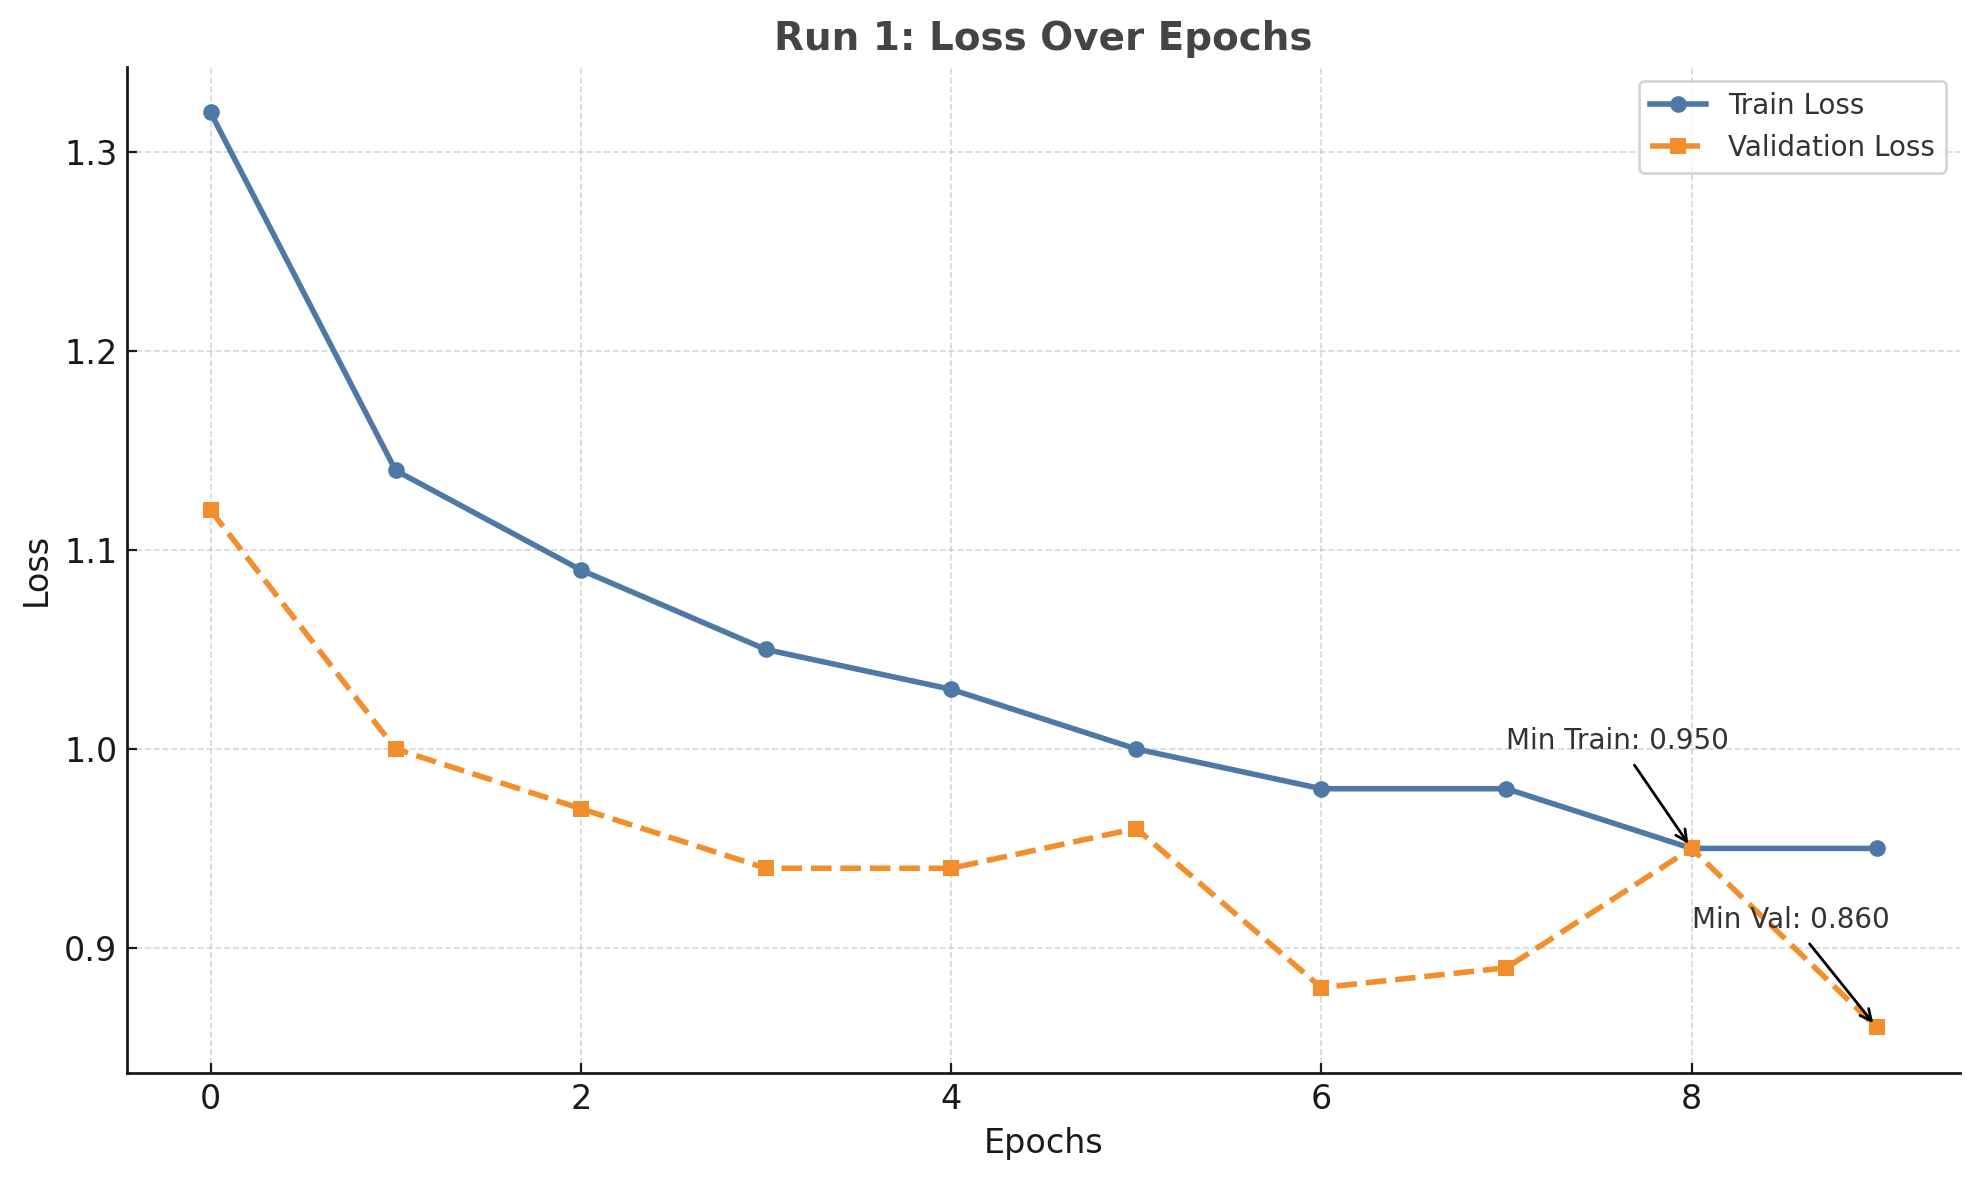 Run 1: Loss Over Epochs
Train Loss
Validation Loss
1.3
1.2
1.1
1.0
0.9
Loss
Min Train: 0.950
Min Val: 0.860
0 2 4 6 8
Epochs